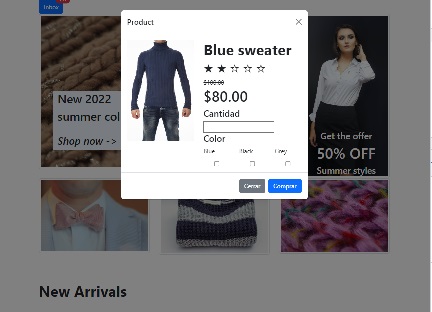 Inbox
Product
Blue sweater
$100.00
$80.00
Cantidad
Color
Blue Black Grey
Cerrar Comprar
New 2022
summer col
Shop now ->
Get the offer
50% OFF
Summer styles
New Arrivals